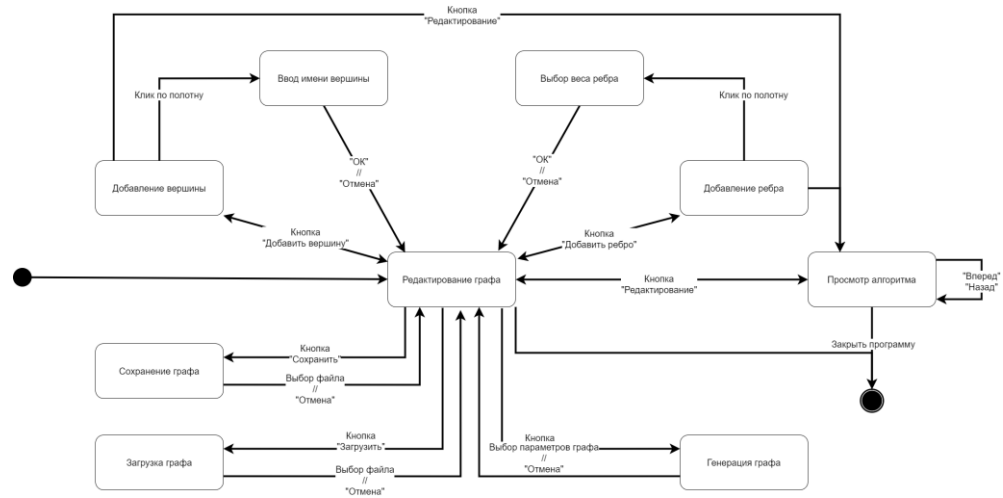 Кнопка
"Редактирование"
Ввод имени вершины
Выбор веса ребра
Клик по полотну
Клик по полотну
"ОК"
//
"Отмена"
"ОК"
//
"Отмена"
Добавление вершины
Добавление ребра
Кнопка
"Добавить вершину"
Кнопка
"Добавить ребро"
Редактирование графа
Кнопка
"Редактирование"
Просмотр алгоритма
"Вперед"
"Назад"
Закрыть программу
Кнопка
"Сохранить"
Сохранение графа
Выбор файла
//
"Отмена"
Кнопка
"Загрузить"
Загрузка графа
Выбор файла
//
"Отмена"
Кнопка
Выбор параметров графа
//
"Отмена"
Генерация графа